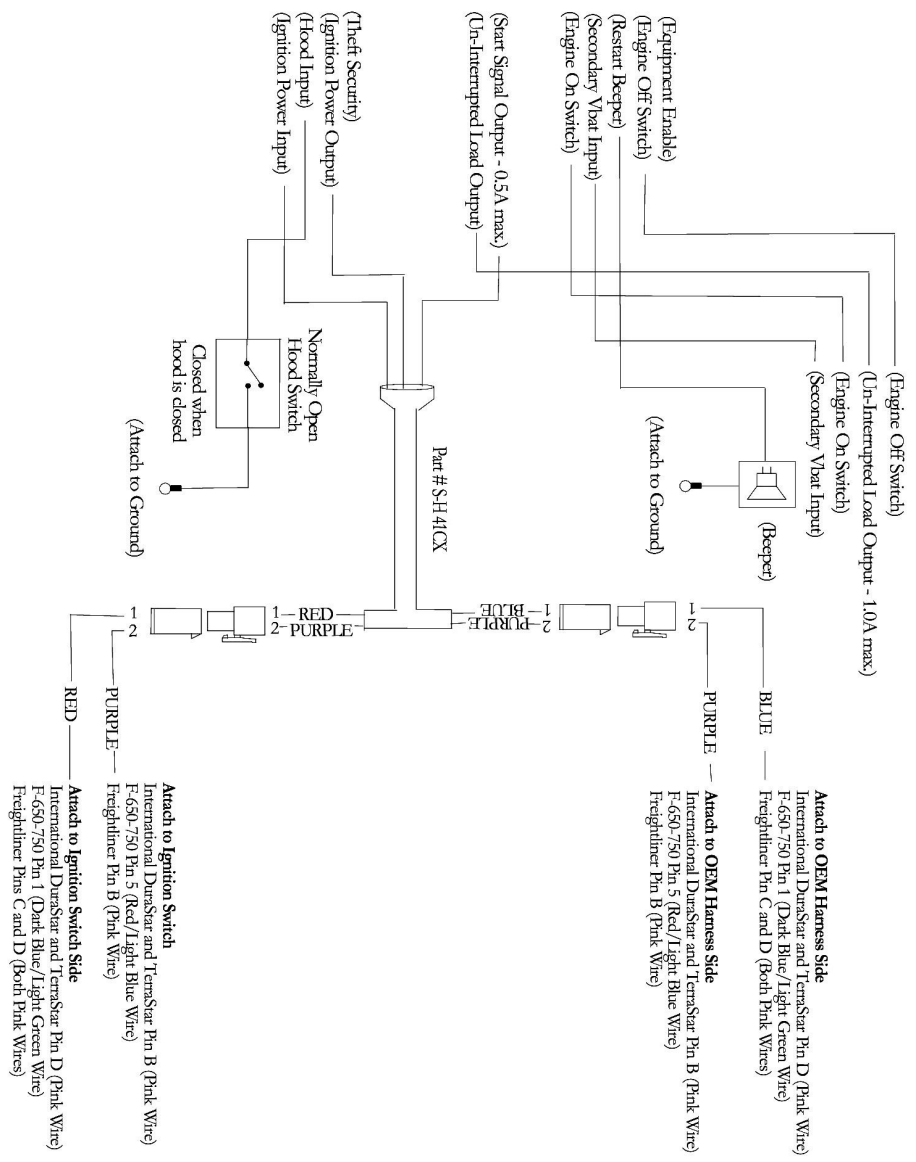 (Equipment Enable)
(Engine Off Switch)
(Restart Beeper)
(Secondary Vbat Input)
(Engine On Switch)
(Start Signal Output - 0.5A max.)
(Un-Interrupted Load Output)
(Theft Security)
(Ignition Power Output)
(Hood Input)
(Ignition Power Input)
(Engine Off Switch)
(Un-Interrupted Load Output - 1.0A max.)
(Engine On Switch)
(Secondary Vbat Input)
(Beeper)
(Attach to Ground)
Part # S-H41CX
Normally Open
Hood Switch
Closed when
hood is closed
(Attach to Ground)
1
2
BLUE
PURPLE
1
2
1
2
RED
PURPLE
1
2
BLUE
Attach to OEM Harness Side
International DuraStar and TerraStar Pin D (Pink Wire)
F-650-750 Pin 1 (Dark Blue/Light Green Wire)
Freightliner Pin C and D (Both Pink Wires)
PURPLE
Attach to OEM Harness Side
International DuraStar and TerraStar Pin B (Pink Wire)
F-650-750 Pin 5 (Red/Light Blue Wire)
Freightliner Pin B (Pink Wire)
PURPLE
Attach to Ignition Switch
International DuraStar and TerraStar Pin B (Pink Wire)
F-650-750 Pin 5 (Red/Light Blue Wire)
Freightliner Pin B (Pink Wire)
RED
Attach to Ignition Switch Side
International DuraStar and TerraStar Pin D (Pink Wire)
F-650-750 Pin 1 (Dark Blue/Light Green Wire)
Freightliner Pins C and D (Both Pink Wires)